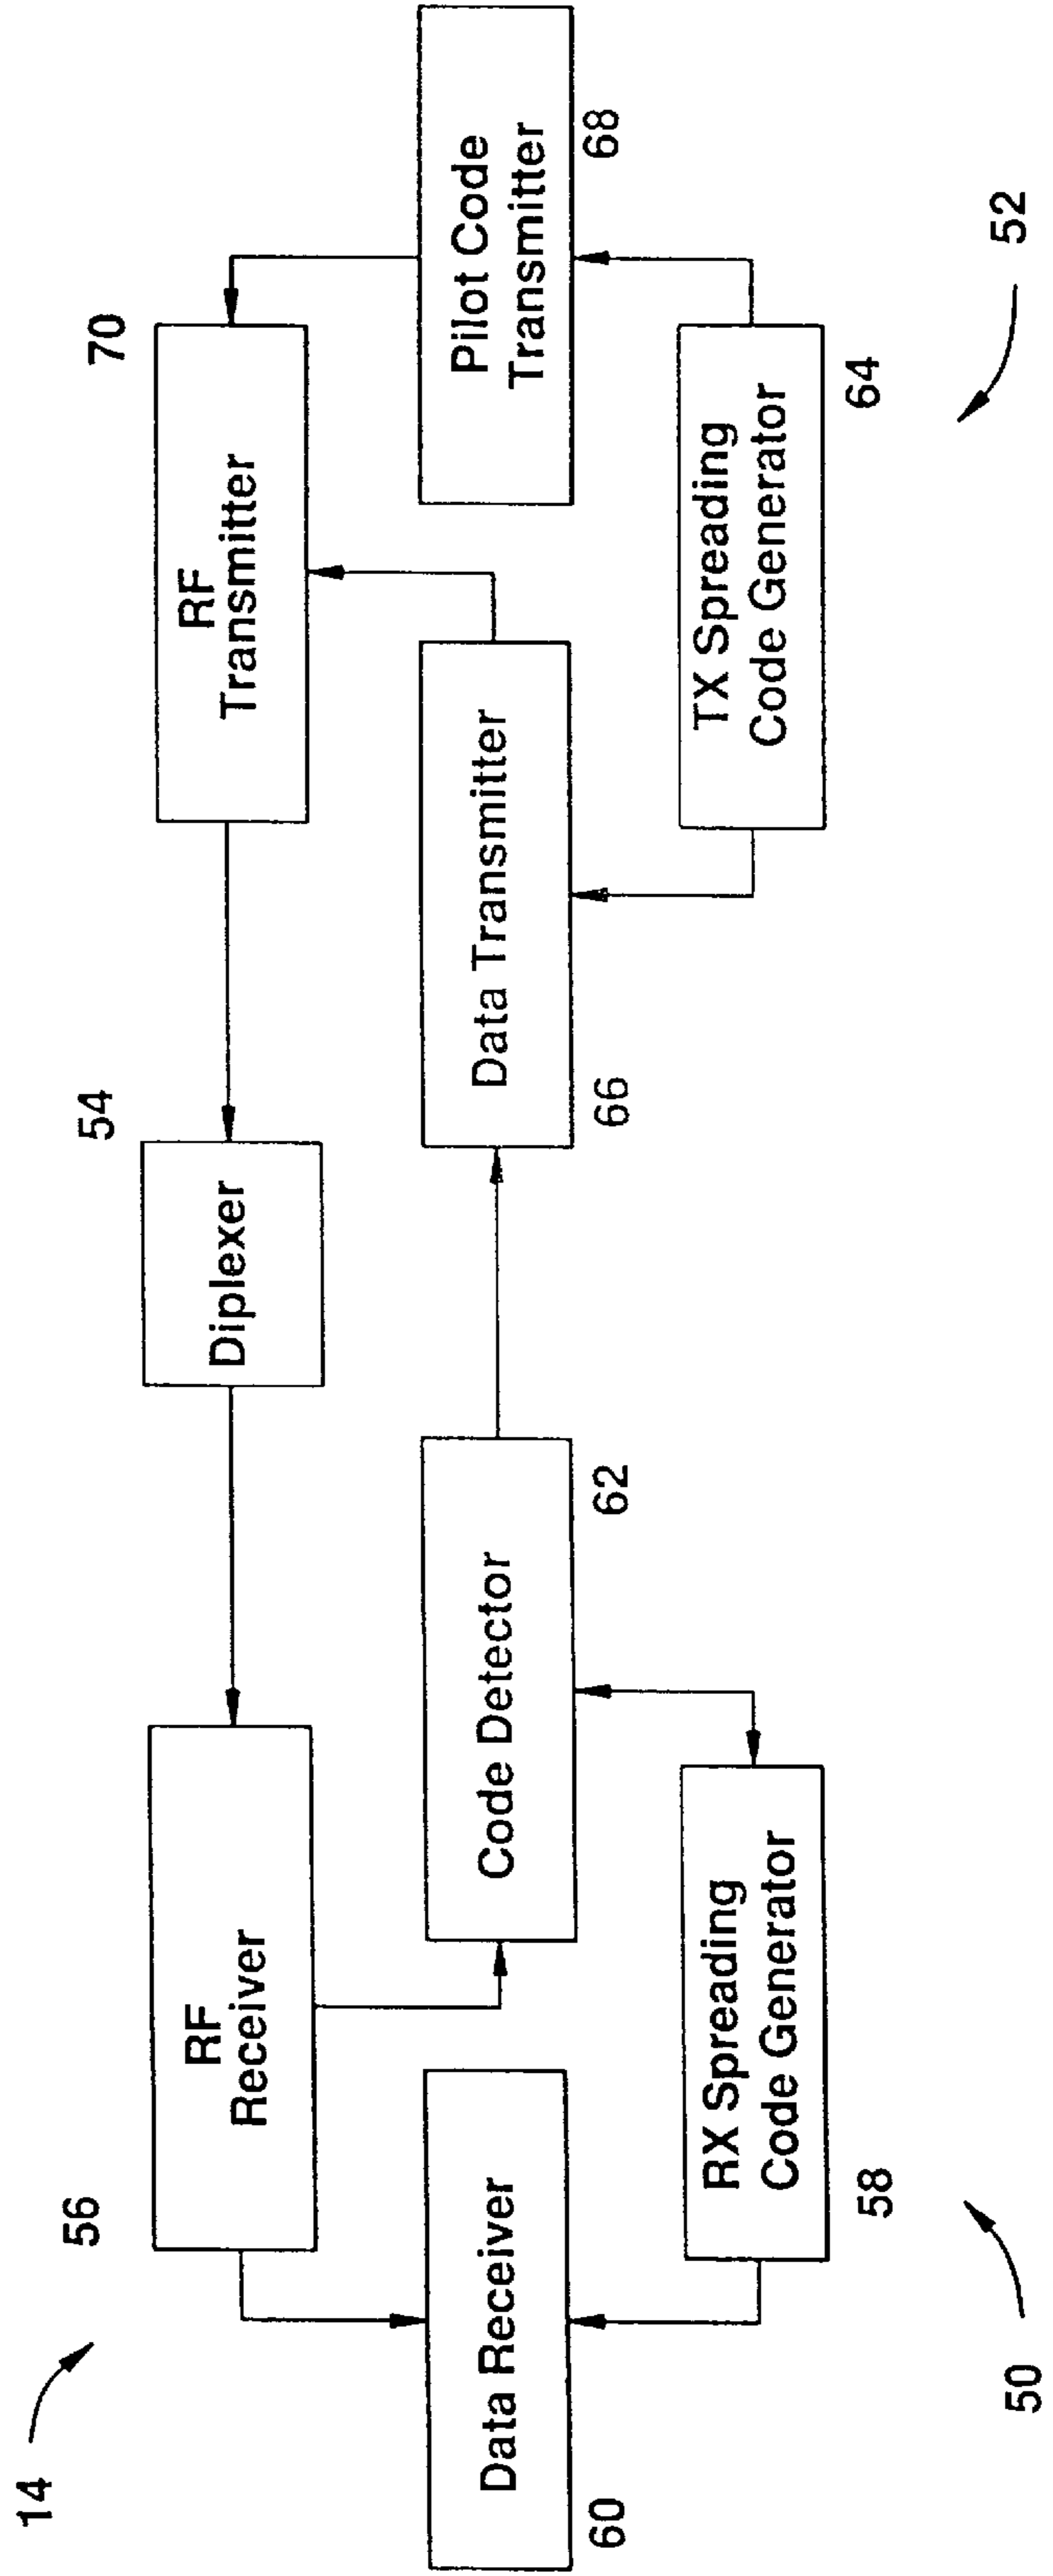 14
56
RF
Receiver
54
Diplexer
70
RF
Transmitter
Data Receiver
60
Code Detector
62
Data Transmitter
66
Pilot Code
Transmitter
68
RX Spreading
Code Generator
58
TX Spreading
Code Generator
64
50
52